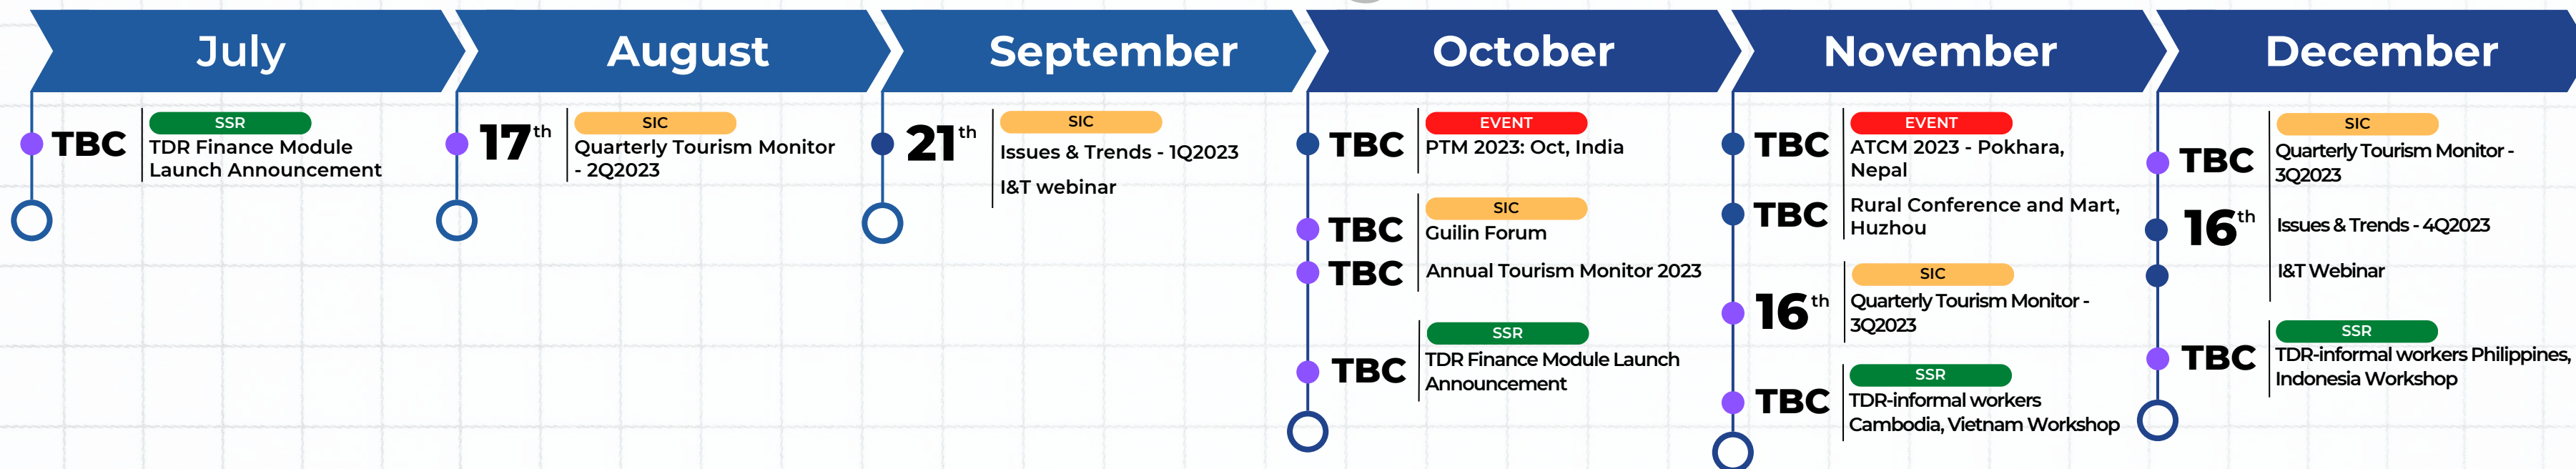 July
TBC
SSR
TDR Finance Module
Launch Announcement
August
17th
SIC
Quarterly Tourism Monitor
- 2Q2023
September
21th
SIC
Issues & Trends - 1Q2023
I&T webinar
October
TBC
EVENT
PTM 2023: Oct, India
SIC
TBC
Guilin Forum
TBC
Annual Tourism Monitor 2023
SSR
TBC
TDR Finance Module Launch
Announcement
November
TBC
EVENT
ATCM 2023 - Pokhara,
Nepal
TBC
Rural Conference and Mart,
Huzhou
SIC
16th
Quarterly Tourism Monitor -
3Q2023
SSR
TBC
TDR-informal workers
Cambodia, Vietnam Workshop
December
SIC
TBC
Quarterly Tourism Monitor -
3Q2023
16th
Issues & Trends - 4Q2023
I&T Webinar
SSR
TBC
TDR-informal workers Philippines,
Indonesia Workshop